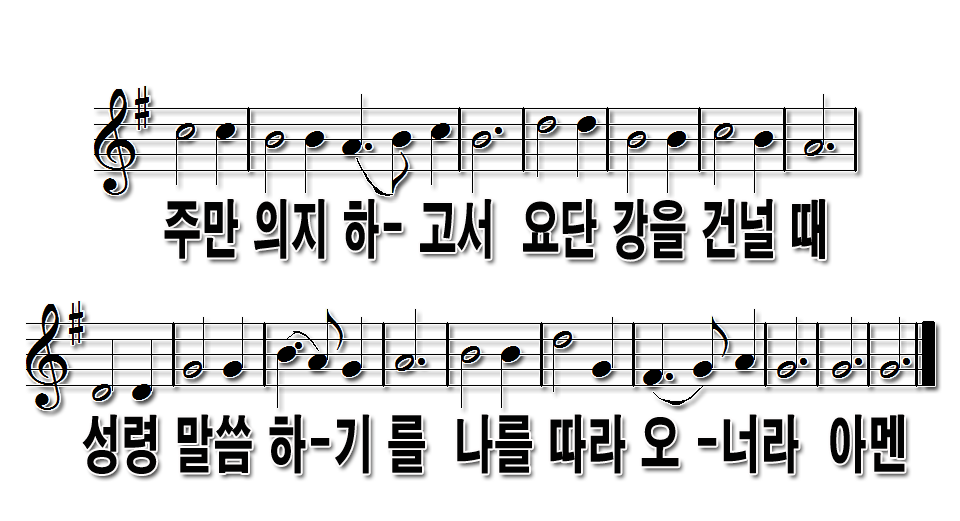 주만 의지 하- 고서 요단 강을 건널 때
성령 말씀 하-기 를 나를 따라 오 -너라 아멘